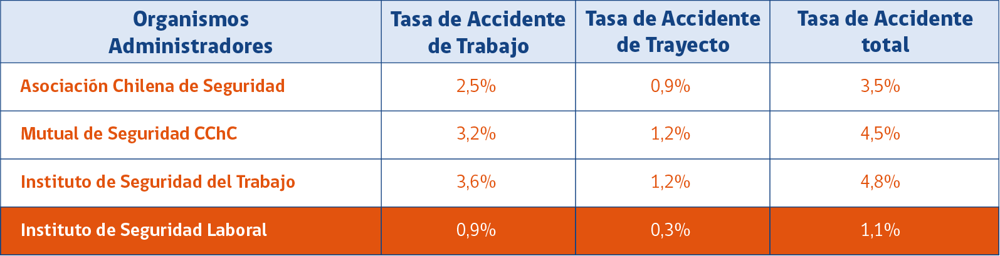 Organismos
Administradores
Tasa de Accidente
de Trabajo
Tasa de Accidente
de Trayecto
Tasa de Accidente
total
Asociación Chilena de Seguridad 2,5% 0,9% 3,5%
Mutual de Seguridad CChC 3,2% 1,2% 4,5%
Instituto de Seguridad del Trabajo 3,6% 1,2% 4,8%
Instituto de Seguridad Laboral 0,9% 0,3% 1,1%